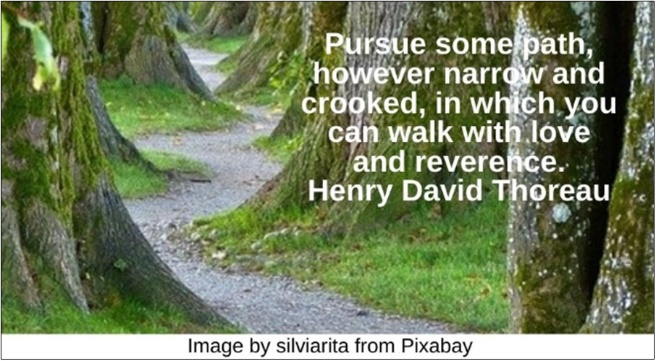 Pursue some path,
however narrow and
crooked, in which you
can walk with love
and reverence.
Henry David Thoreau
Image by silviarita from Pixabay